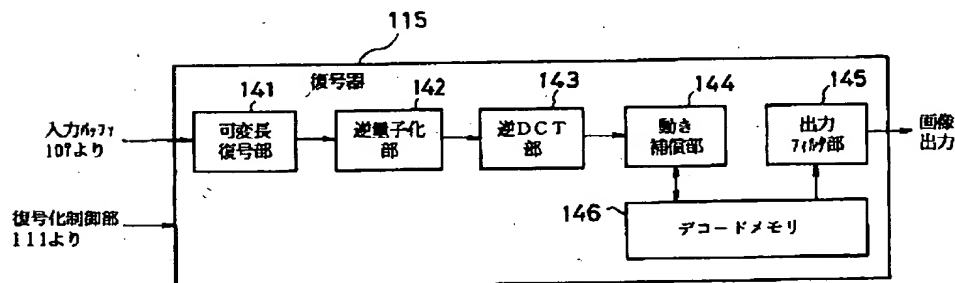 115
復号器
141
142
143
144
145
入力バッファ
107より
可変長
復号部
逆量子化
部
逆DCT
部
動き
補償部
出力
フィルタ部
画像
出力
復号化制御部
111より
146
デコードメモリ